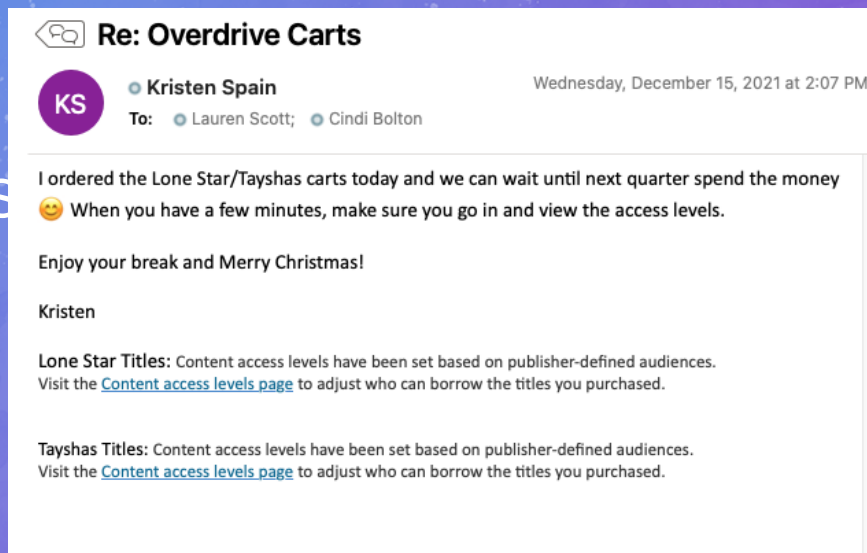 Re: Overdrive Carts
KS
Kristen Spain
Wednesday, December 15, 2021 at 2:07 PM
To: Lauren Scott; Cindi Bolton
I ordered the Lone Star/Tayshas carts today and we can wait until next quarter spend the money
😊 When you have a few minutes, make sure you go in and view the access levels.
Enjoy your break and Merry Christmas!
Kristen
Lone Star Titles: Content access levels have been set based on publisher-defined audiences.
Visit the Content access levels page to adjust who can borrow the titles you purchased.
Tayshas Titles: Content access levels have been set based on publisher-defined audiences.
Visit the Content access levels page to adjust who can borrow the titles you purchased.